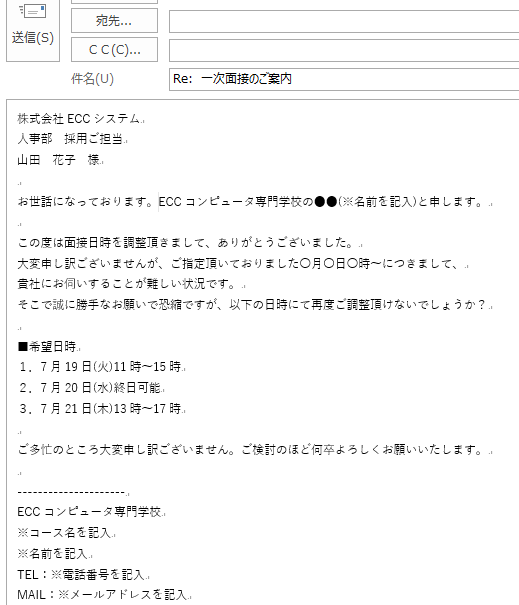 送信(S)
宛先...
ＣＣ(C)...
件名(U)
Re: 一次面接のご案内
株式会社 ECC システム
人事部　採用ご担当
山田　花子　様
お世話になっております。ECC コンピュータ専門学校の●●(※名前を記入)と申します。
この度は面接日時を調整頂きまして、ありがとうございました。
大変申し訳ございませんが、ご指定頂いておりました〇月〇日〇時～につきまして、
貴社にお伺いすることが難しい状況です。
そこで誠に勝手なお願いで恐縮ですが、以下の日時にて再度ご調整頂けないでしょうか？
■希望日時
１．７月 19 日(火)11 時～15 時
２．７月 20 日(水)終日可能
３．７月 21 日(木)13 時～17 時
ご多忙のところ大変申し訳ございません。ご検討のほど何卒よろしくお願いいたします。
---------------------
ECC コンピュータ専門学校
※コース名を記入
※名前を記入
TEL：※電話番号を記入
MAIL：※メールアドレスを記入